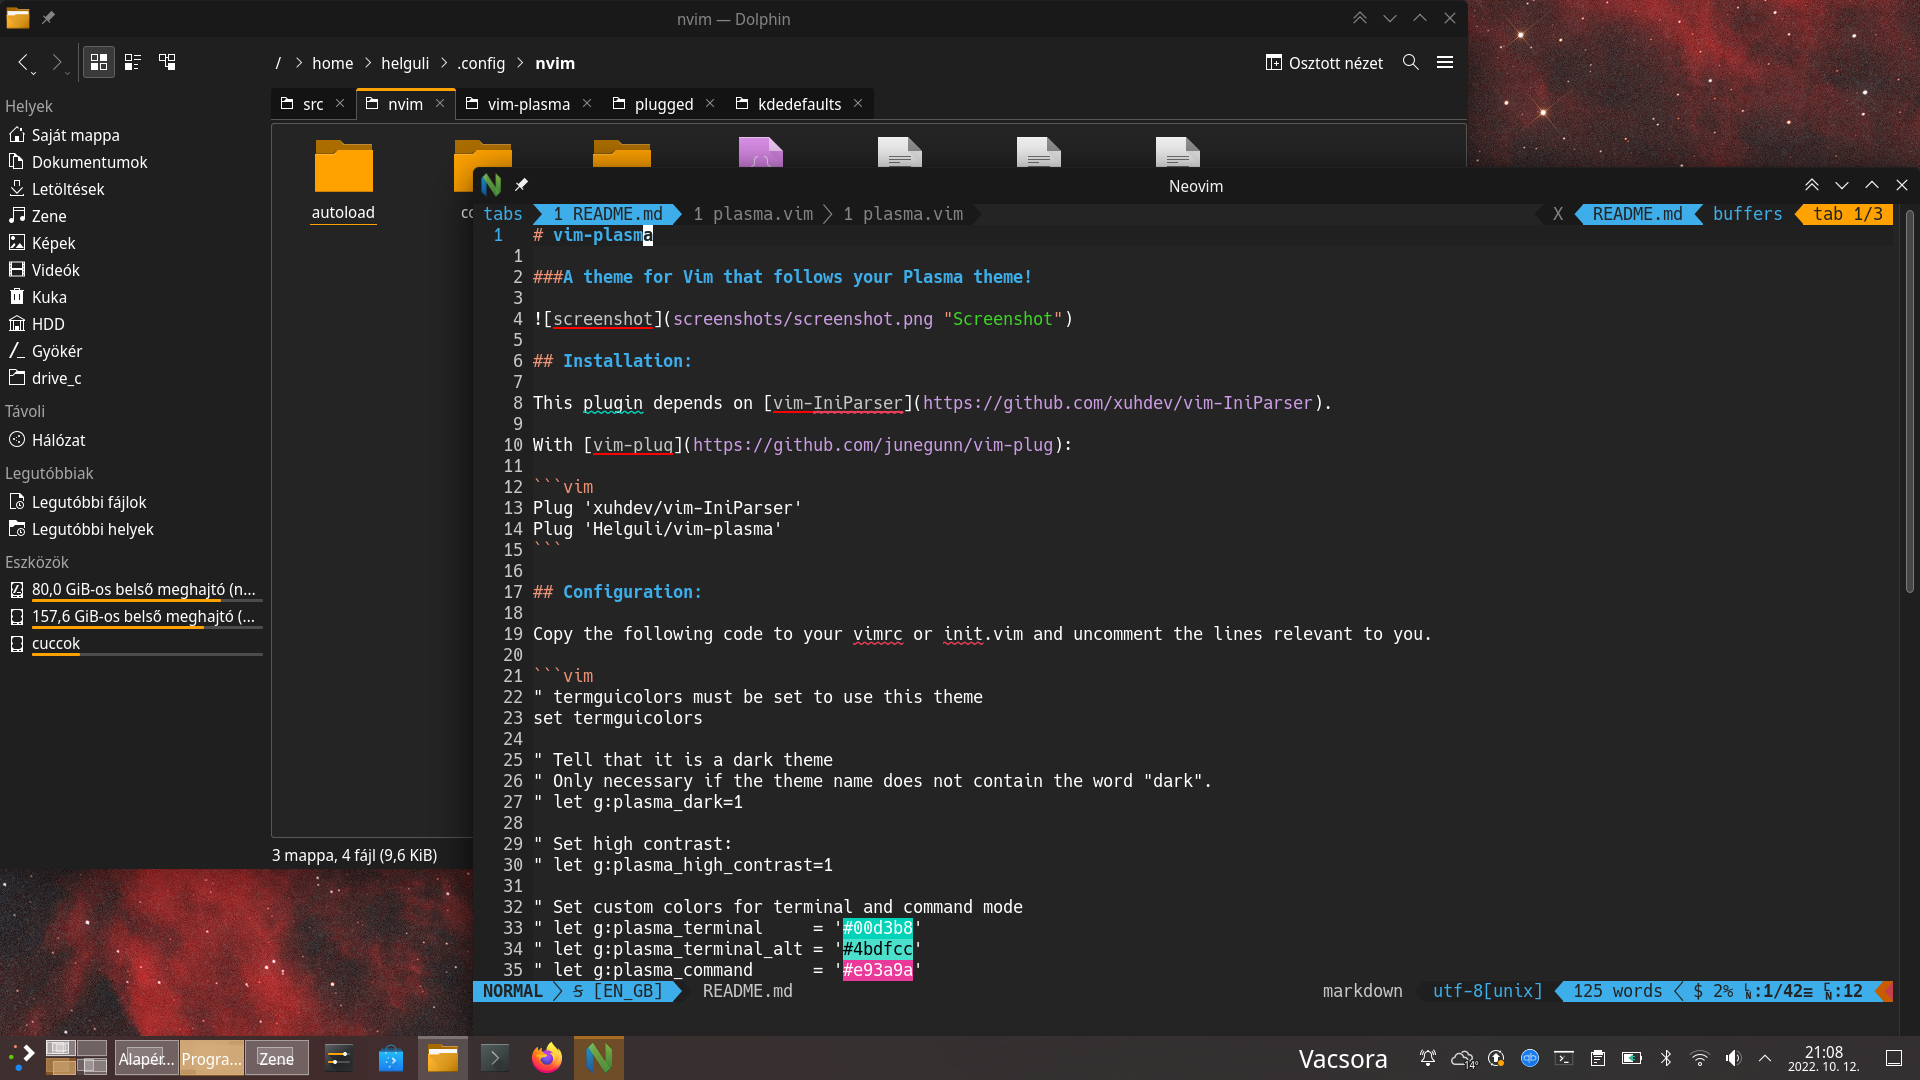 nvim — Dolphin
/ > home > helguli > .config > nvim
Osztott nézet
src
nvim
vim-plasma
plugged
kdedefaults
Helyek
Saját mappa
Dokumentumok
Letöltések
Zene
Képek
Videók
Kuka
HDD
Gyökér
drive_c
Távoli
Hálózat
Legutóbbiak
Legutóbbi fájlok
Legutóbbi helyek
Eszközök
80,0 GiB-os belső meghajtó (n...
157,6 GiB-os belső meghajtó (...
cuccok
autoload
3 mappa, 4 fájl (9,6 KiB)
Neovim
tabs 1 README.md 1 plasma.vim 1 plasma.vim X README.md buffers tab 1/3
1 # vim-plasma
1
2 ###A theme for Vim that follows your Plasma theme!
3
4 ![screenshot](screenshots/screenshot.png "Screenshot")
5
6 ## Installation:
7
8 This plugin depends on [vim-IniParser](https://github.com/xuhdev/vim-IniParser).
9
10 With [vim-plug](https://github.com/junegunn/vim-plug):
11
12 ```vim
13 Plug 'xuhdev/vim-IniParser'
14 Plug 'Helguli/vim-plasma'
15 ```
16
17 ## Configuration:
18
19 Copy the following code to your vimrc or init.vim and uncomment the lines relevant to you.
20
21 ```vim
22 " termguicolors must be set to use this theme
23 set termguicolors
24
25 " Tell that it is a dark theme
26 " Only necessary if the theme name does not contain the word "dark".
27 " let g:plasma_dark=1
28
29 " Set high contrast:
30 " let g:plasma_high_contrast=1
31
32 " Set custom colors for terminal and command mode
33 " let g:plasma_terminal     = '#00d3b8'
34 " let g:plasma_terminal_alt = '#4bdfcc'
35 " let g:plasma_command      = '#e93a9a'
NORMAL S [EN_GB] README.md markdown utf-8[unix] 125 words $ 2% :1/42≡ :12
Alapér... Progra... Zene
Vacsora
14°
21:08
2022. 10. 12.